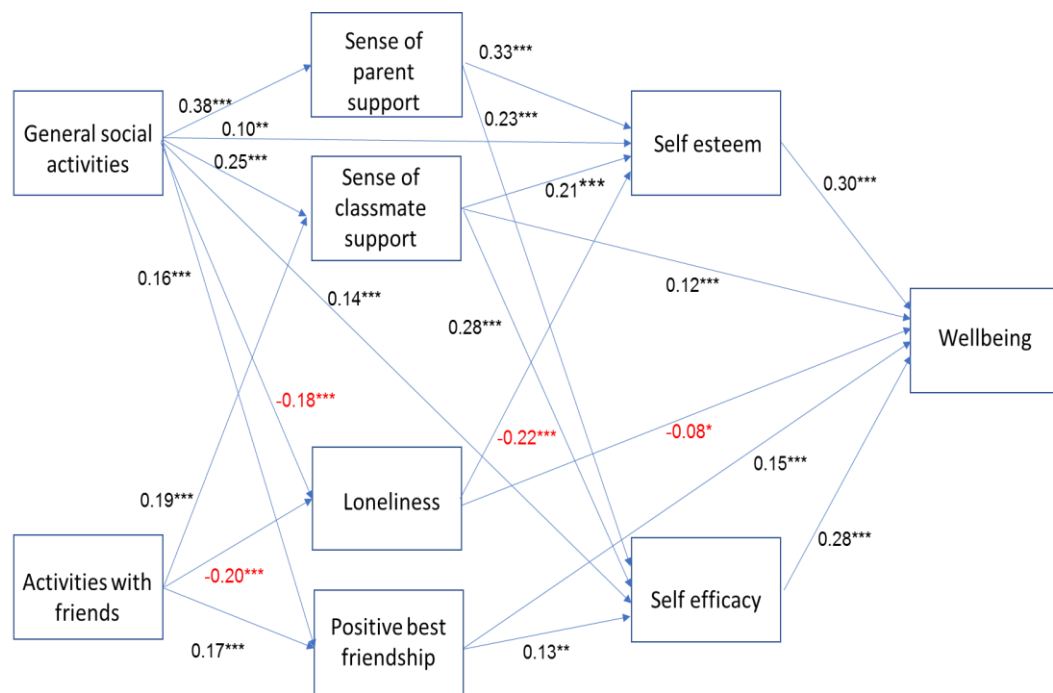 Sense of
parent
support
0.33***
0.38***
0.23***
General social
activities
0.10**
Self esteem
0.25***
Sense of
classmate
support
0.21***
0.30***
0.16***
0.14***
0.12***
0.28***
Wellbeing
-0.18***
-0.22***
-0.08*
0.15***
0.19***
Loneliness
0.28***
Activities with
friends
-0.20***
Self efficacy
Positive best
friendship
0.17***
0.13**